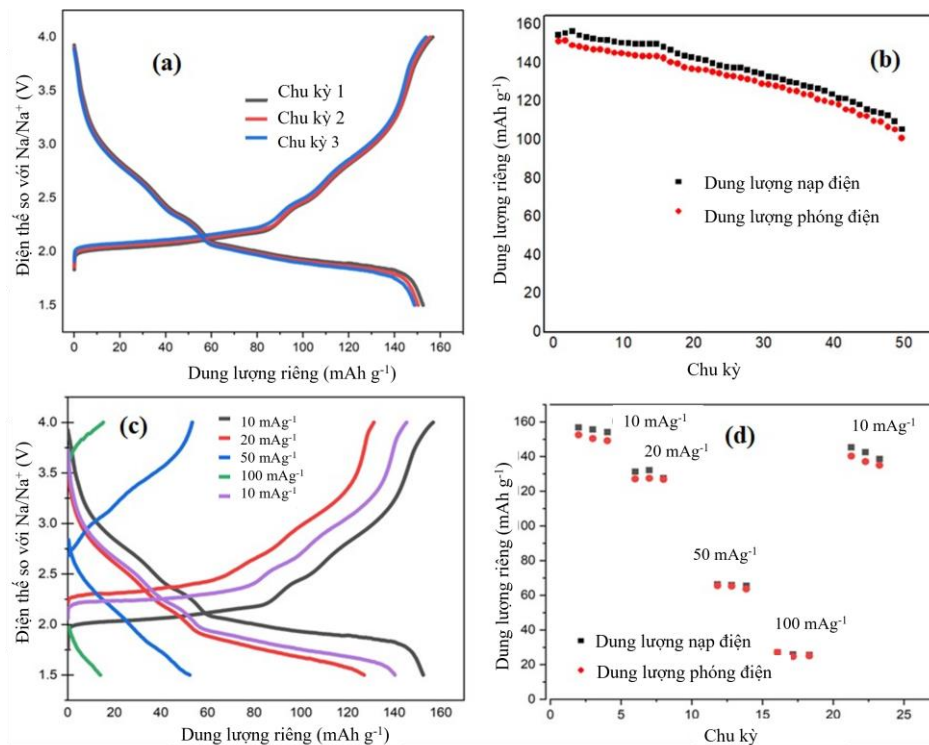 4.0
3.5
3.0
2.5
2.0
1.5
Điện thế so với Na/Na⁺ (V)
(a)
Chu kỳ 1
Chu kỳ 2
Chu kỳ 3
0 20 40 60 80 100 120 140 160
Dung lượng riêng (mAh g⁻¹)
160
140
120
100
80
60
40
20
0
Dung lượng riêng (mAh g⁻¹)
(b)
Dung lượng nạp điện
Dung lượng phóng điện
0 10 20 30 40 50
Chu kỳ
4.0
3.5
3.0
2.5
2.0
1.5
Điện thế so với Na/Na⁺ (V)
(c)
10 mAg⁻¹
20 mAg⁻¹
50 mAg⁻¹
100 mAg⁻¹
10 mAg⁻¹
0 20 40 60 80 100 120 140 160
Dung lượng riêng (mAh g⁻¹)
160
140
120
100
80
60
40
20
0
Dung lượng riêng (mAh g⁻¹)
(d)
10 mAg⁻¹
10 mAg⁻¹
20 mAg⁻¹
50 mAg⁻¹
100 mAg⁻¹
Dung lượng nạp điện
Dung lượng phóng điện
0 5 10 15 20 25
Chu kỳ